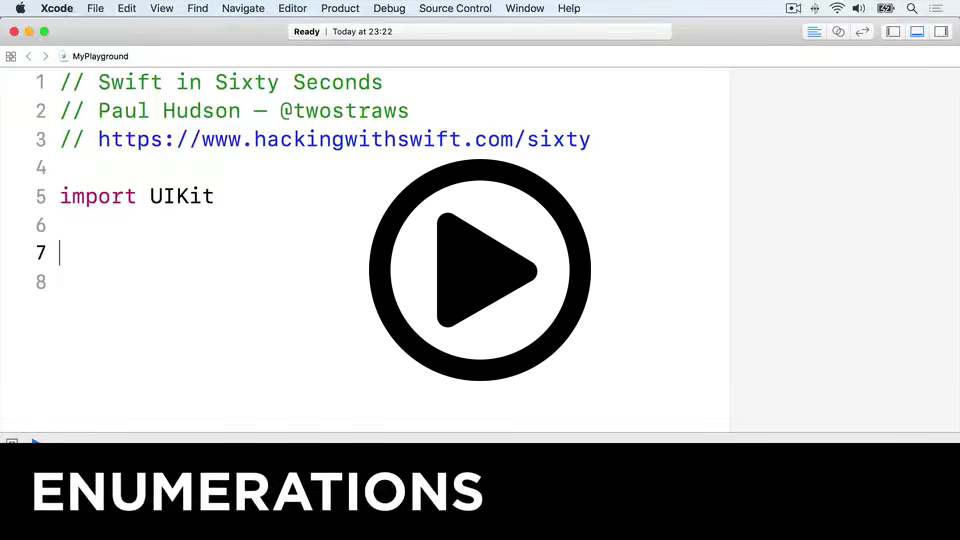 Xcode File Edit View Find Navigate Editor Product Debug Source Control Window Help
Ready | Today at 23:22
MyPlayground
1 // Swift in Sixty Seconds
2 // Paul Hudson — @twostraws
3 // https://www.hackingwithswift.com/sixty
4
5 import UIKit
6
7
8
ENUMERATIONS